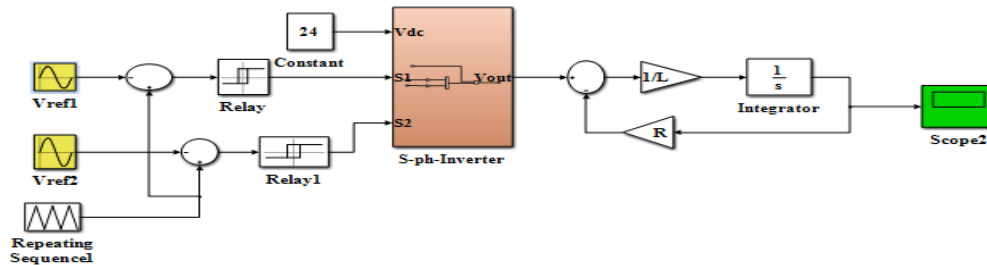 24
Constant
Vref1
Relay
Vref2
Relay1
Repeating
Sequence1
Vdc
S1
S2
Vout
S-ph-Inverter
1/L
1
s
Integrator
R
Scope2